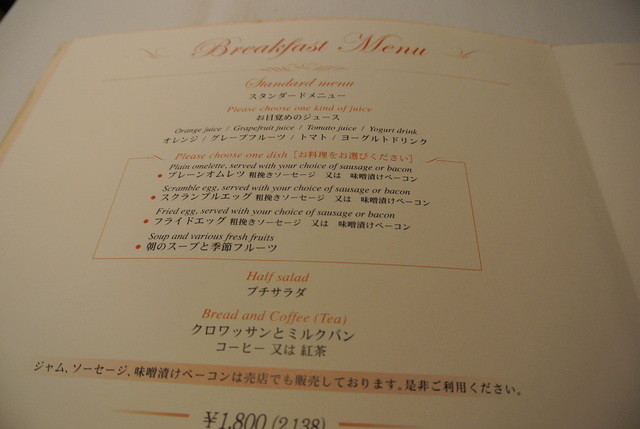 Breakfast Menu
Standard menu
スタンダードメニュー
Please choose one kind of juice
お目覚めのジュース
Orange juice / Grapefruit juice / Tomato juice / Yogurt drink
オレンジ / グレープフルーツ / トマト / ヨーグルトドリンク
Please choose one dish [お料理をお選びください]
Plain omelette, served with your choice of sausage or bacon
● プレーンオムレツ 粗挽きソーセージ 又は 味噌漬けベーコン
Scramble egg, served with your choice of sausage or bacon
● スクランブルエッグ 粗挽きソーセージ 又は 味噌漬けベーコン
Fried egg, served with your choice of sausage or bacon
● フライドエッグ 粗挽きソーセージ 又は 味噌漬けベーコン
Soup and various fresh fruits
● 朝のスープと季節フルーツ
Half salad
プチサラダ
Bread and Coffee (Tea)
クロワッサンとミルクパン
コーヒー 又は 紅茶
ジャム、ソーセージ、味噌漬けベーコンは売店でも販売しております。是非ご利用ください。
¥1,800 (2,138)